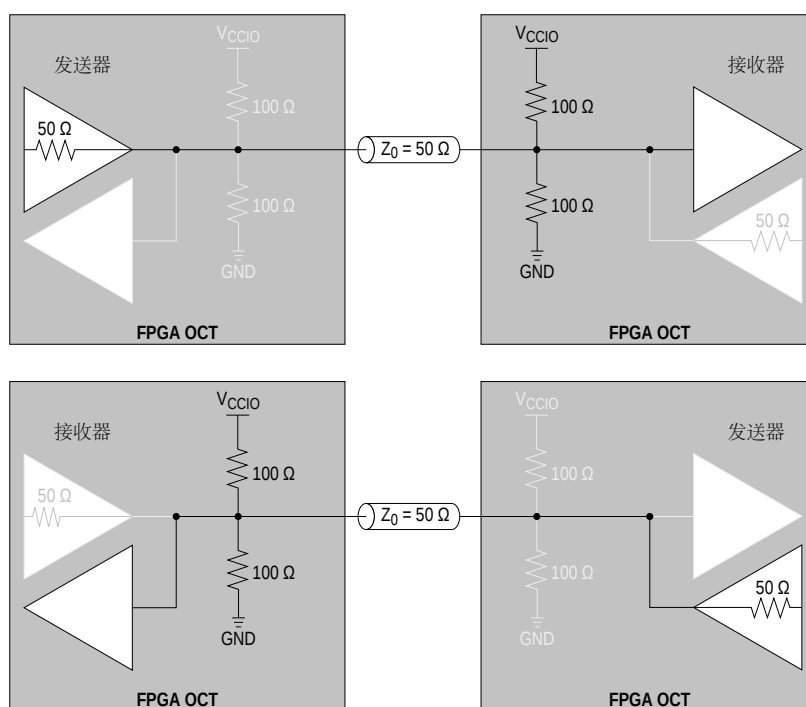 V_CCIO
发送器
50 Ω
100 Ω
100 Ω
GND
FPGA OCT
Z_0 = 50 Ω
V_CCIO
接收器
100 Ω
100 Ω
50 Ω
GND
FPGA OCT
V_CCIO
接收器
50 Ω
100 Ω
100 Ω
GND
FPGA OCT
Z_0 = 50 Ω
V_CCIO
发送器
100 Ω
100 Ω
50 Ω
GND
FPGA OCT